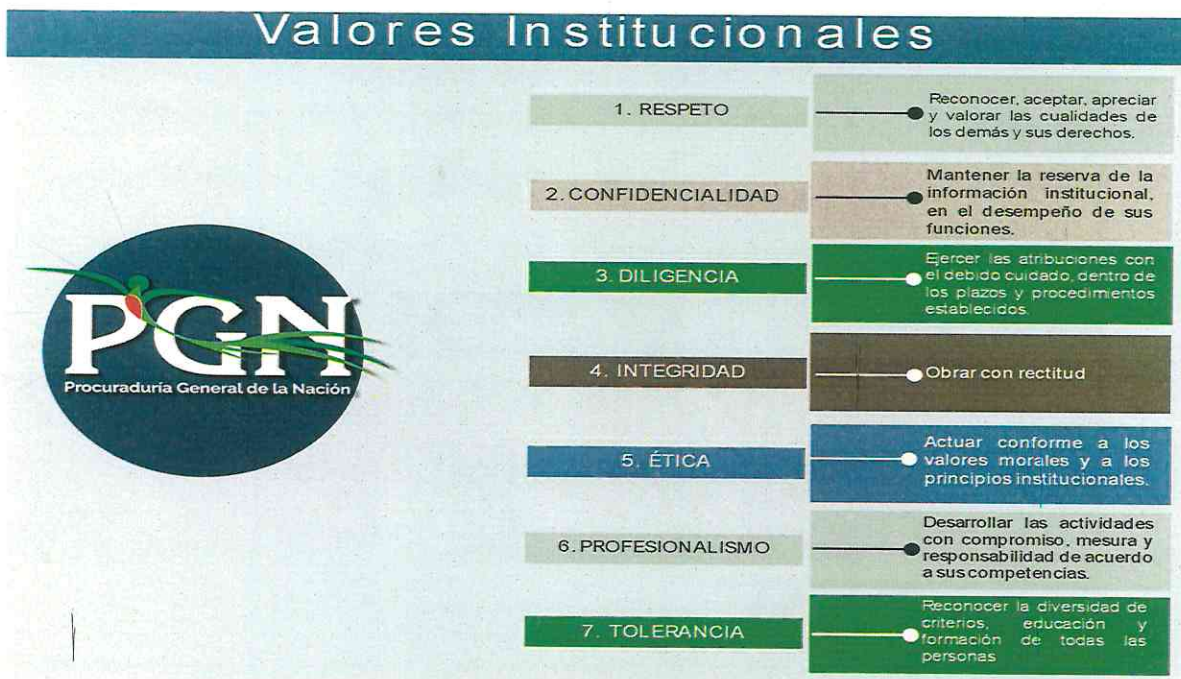 Valores Institucionales
PGN
Procuraduría General de la Nación
1. RESPETO
Reconocer, aceptar, apreciar
y valorar las cualidades de
los demás y sus derechos.
2. CONFIDENCIALIDAD
Mantener la reserva de la
información institucional,
en el desempeño de sus
funciones.
3. DILIGENCIA
Ejercer las atribuciones con
el debido cuidado, dentro de
los plazos y procedimientos
establecidos.
4. INTEGRIDAD
Obrar con rectitud
5. ÉTICA
Actuar conforme a los
valores morales y a los
principios institucionales.
6. PROFESIONALISMO
Desarrollar las actividades
con compromiso, mesura y
responsabilidad de acuerdo
a sus competencias.
7. TOLERANCIA
Reconocer la diversidad de
criterios, educación y
formación de todas las
personas